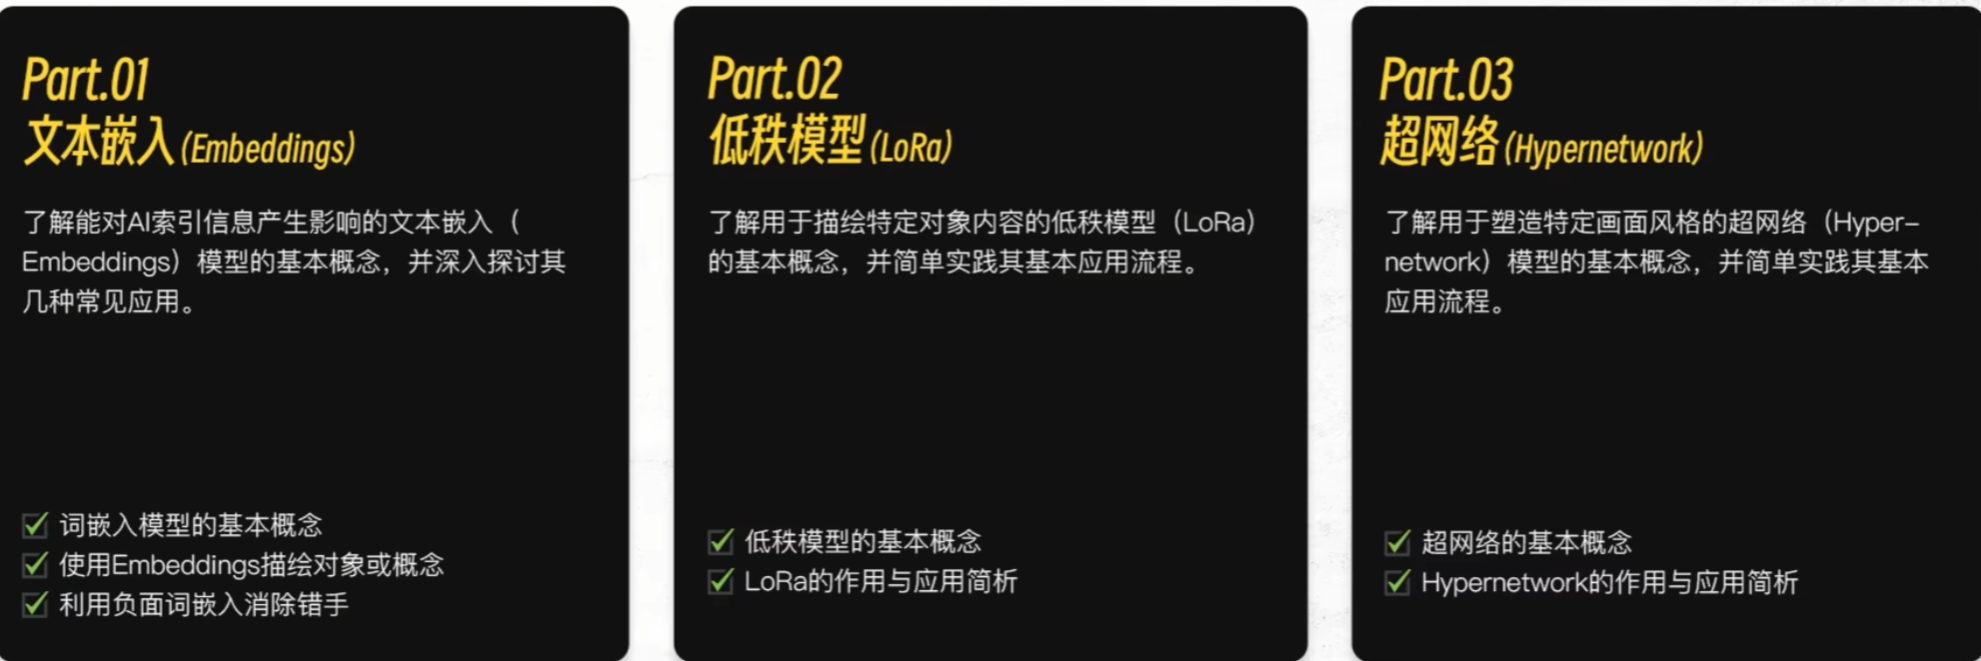 Part.01
文本嵌入(Embeddings)
了解能对AI索引信息产生影响的文本嵌入（
Embeddings）模型的基本概念，并深入探讨其
几种常见应用。
词嵌入模型的基本概念
使用Embeddings描绘对象或概念
利用负面词嵌入消除错手
Part.02
低秩模型(LoRa)
了解用于描绘特定对象内容的低秩模型（LoRa）
的基本概念，并简单实践其基本应用流程。
低秩模型的基本概念
LoRa的作用与应用简析
Part.03
超网络(Hypernetwork)
了解用于塑造特定画面风格的超网络（Hyper-
network）模型的基本概念，并简单实践其基本
应用流程。
超网络的基本概念
Hypernetwork的作用与应用简析